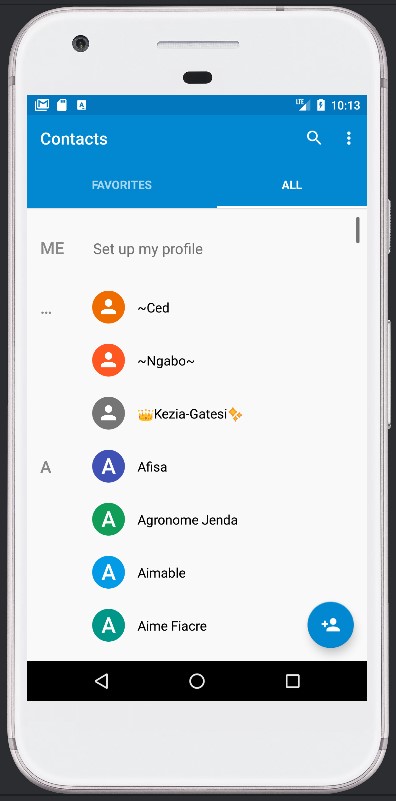 LTE 10:13
Contacts
FAVORITES ALL
ME Set up my profile
... ~Ced
~Ngabo~
👑Kezia-Gatesi✨
A A Afisa
A Agronome Jenda
A Aimable
A Aime Fiacre